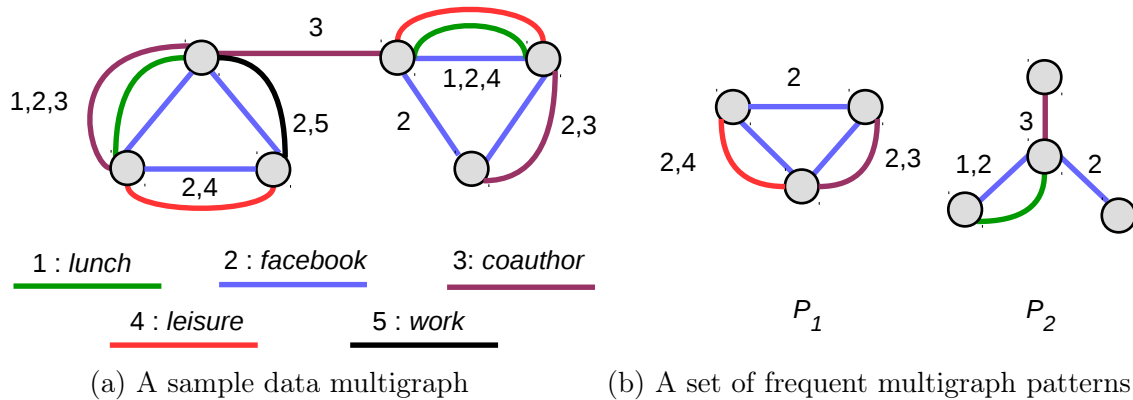 3
1,2,3
2,5
2,4
1,2,4
2
2,3
2
2,4
2,3
3
1,2
2
1 : lunch
2 : facebook
3: coauthor
4 : leisure
5 : work
P1
P2
(a) A sample data multigraph
(b) A set of frequent multigraph patterns